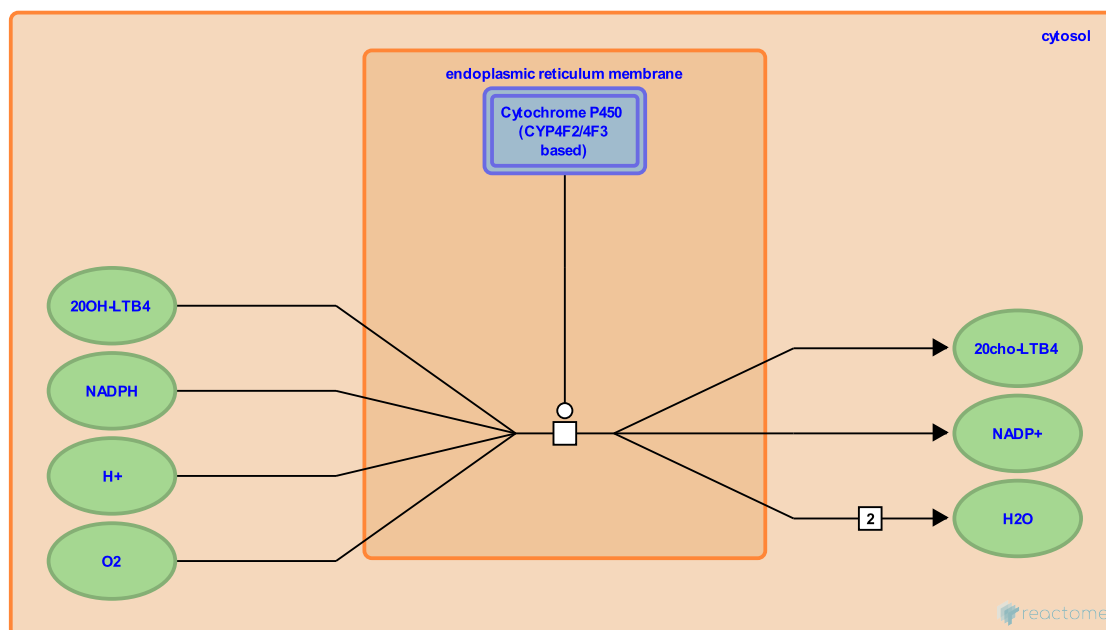 cytosol
endoplasmic reticulum membrane
Cytochrome P450
(CYP4F2/4F3
based)
20OH-LTB4
NADPH
H+
O2
20cho-LTB4
NADP+
2
H2O
reactome